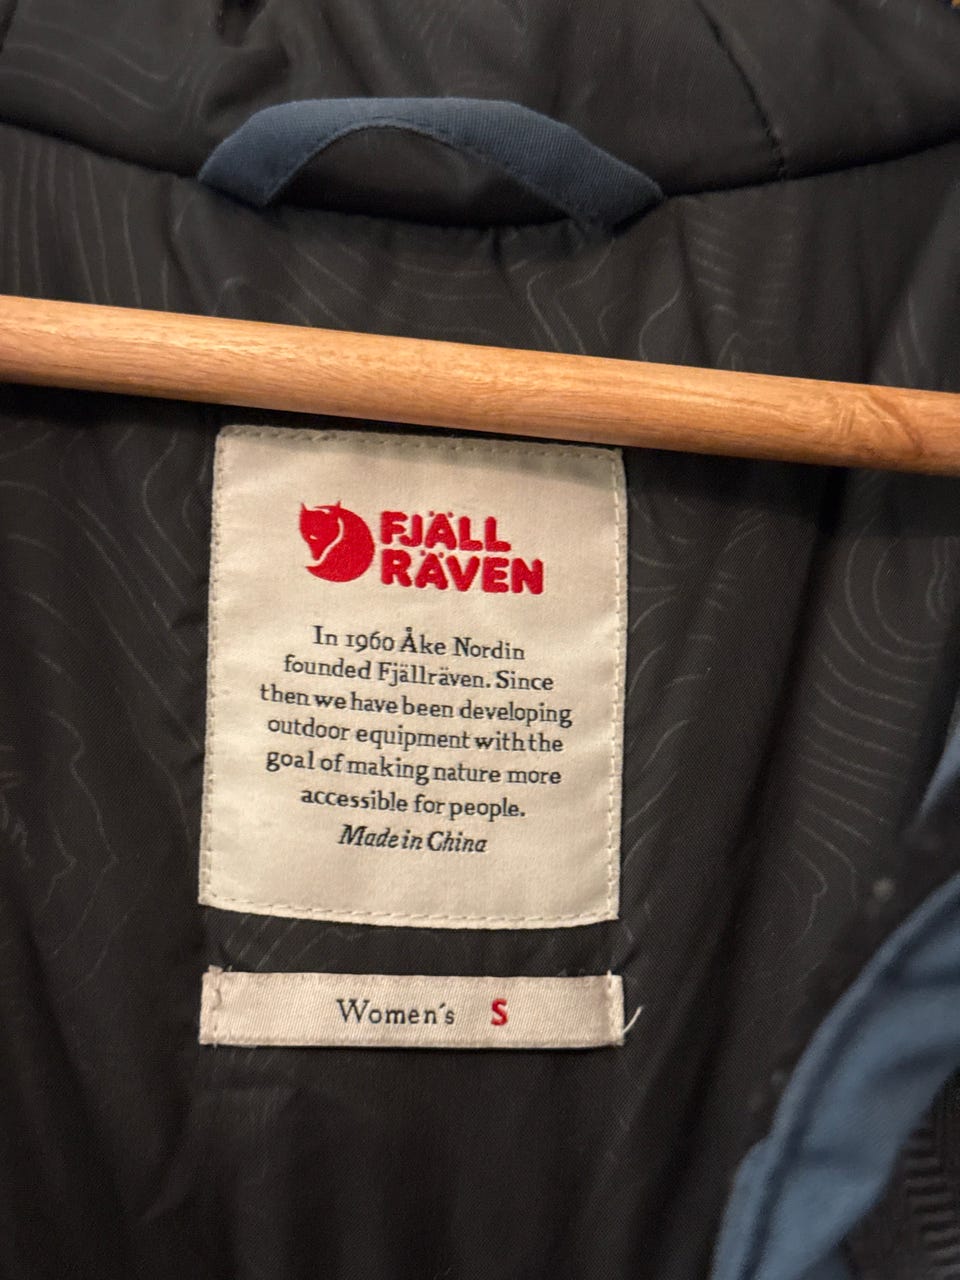 FJÄLL
RÄVEN
In 1960 Åke Nordin
founded Fjällräven. Since
then we have been developing
outdoor equipment with the
goal of making nature more
accessible for people.
Made in China
Women's S